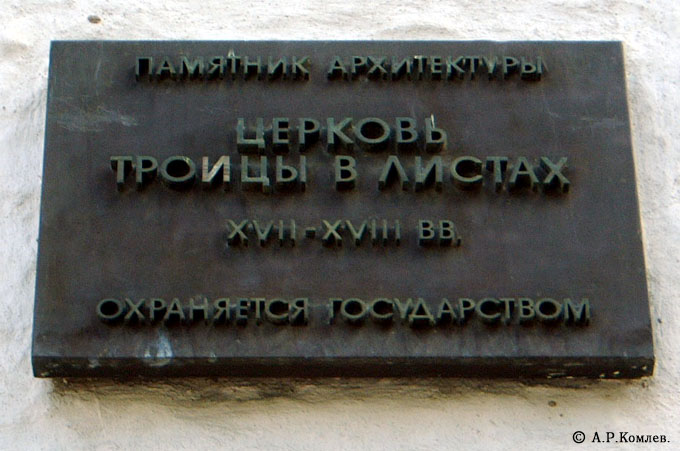 ПАМЯТНИК АРХИТЕКТУРЫ
ЦЕРКОВЬ
ТРОИЦЫ В ЛИСТАХ
XVII-XVIII ВВ.
ОХРАНЯЕТСЯ ГОСУДАРСТВОМ
© А.Р.Комлев.